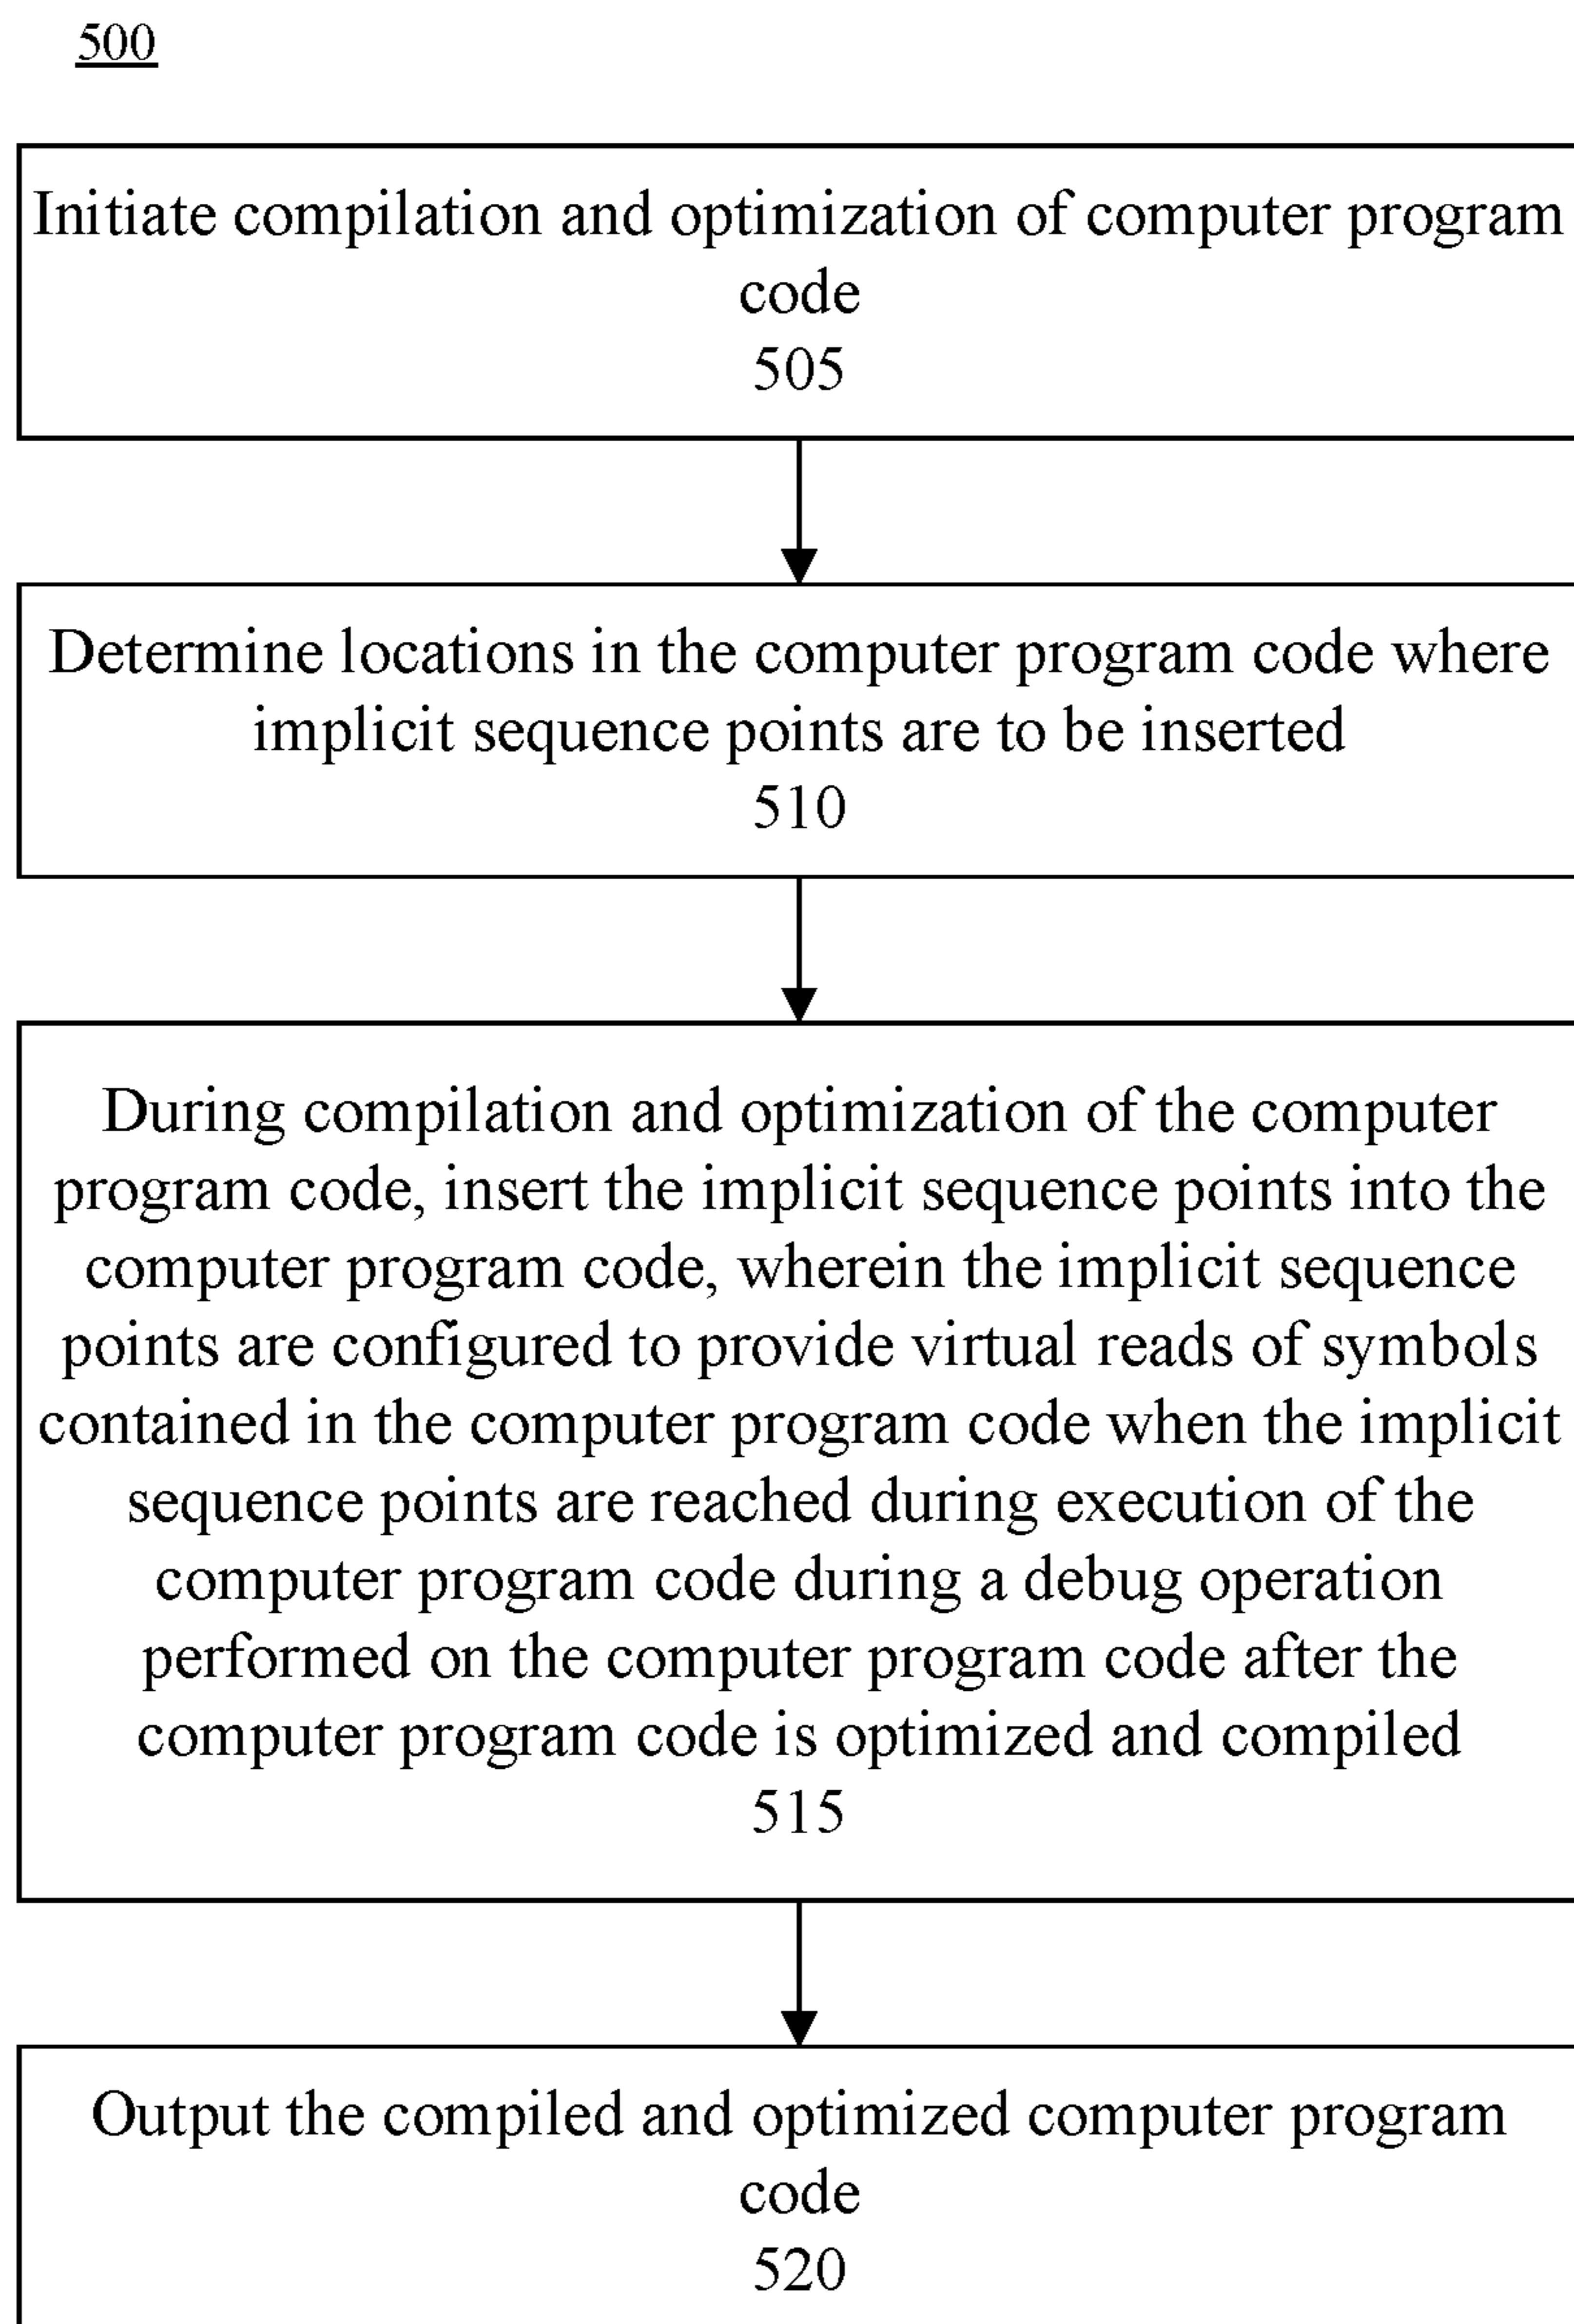 500
Initiate compilation and optimization of computer program
code
505
Determine locations in the computer program code where
implicit sequence points are to be inserted
510
During compilation and optimization of the computer
program code, insert the implicit sequence points into the
computer program code, wherein the implicit sequence
points are configured to provide virtual reads of symbols
contained in the computer program code when the implicit
sequence points are reached during execution of the
computer program code during a debug operation
performed on the computer program code after the
computer program code is optimized and compiled
515
Output the compiled and optimized computer program
code
520